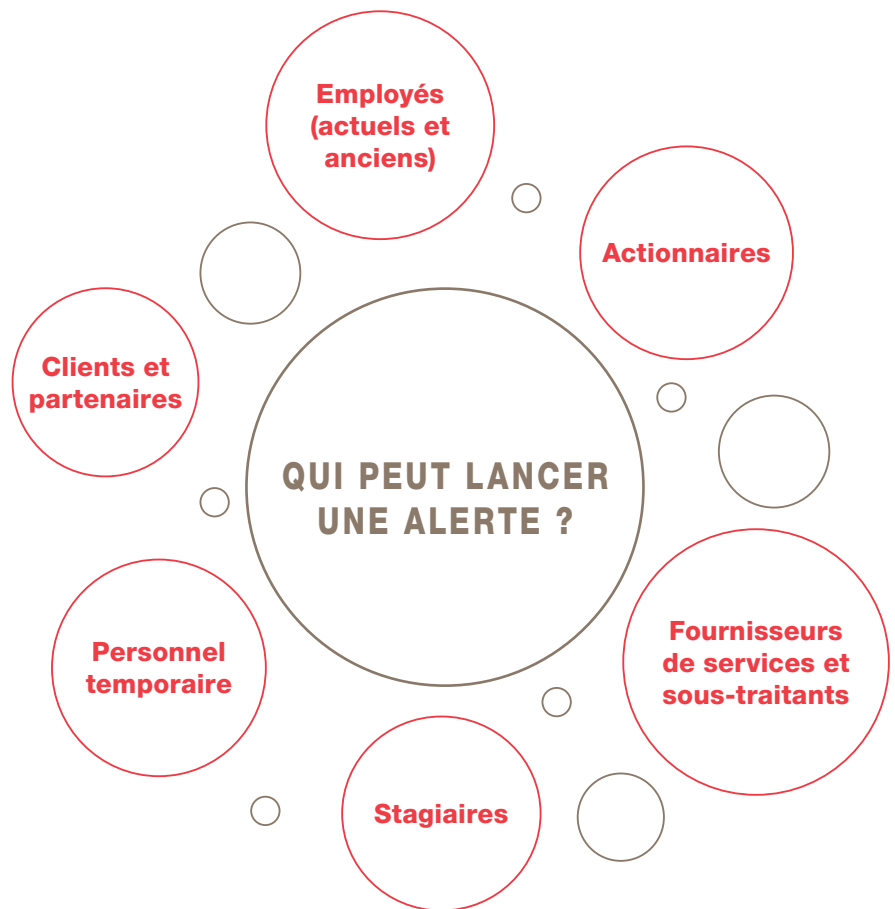 Employés
(actuels et
anciens)
Actionnaires
Clients et
partenaires
QUI PEUT LANCER
UNE ALERTE ?
Fournisseurs
de services et
sous-traitants
Personnel
temporaire
Stagiaires